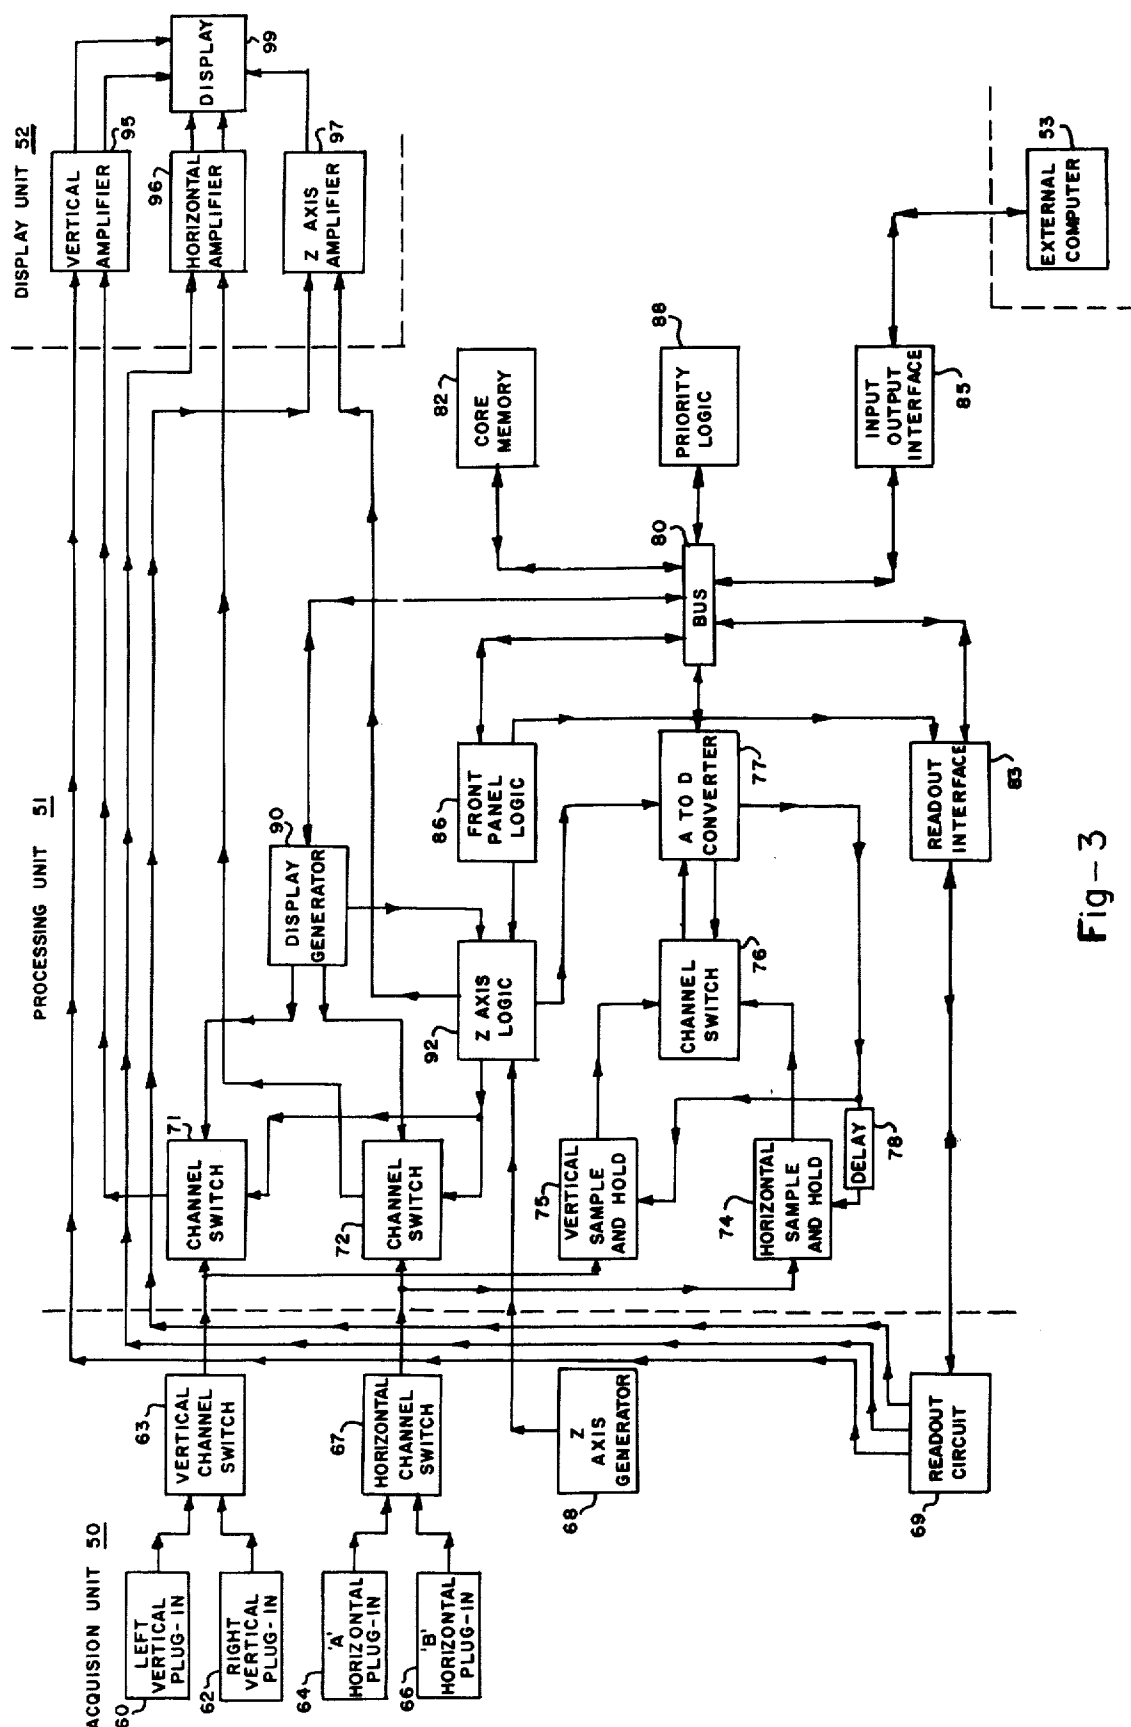 ACQUISION UNIT 50
60
LEFT
VERTICAL
PLUG-IN
62
RIGHT
VERTICAL
PLUG-IN
64
'A'
HORIZONTAL
PLUG-IN
66
'B'
HORIZONTAL
PLUG-IN
63
VERTICAL
CHANNEL
SWITCH
67
HORIZONTAL
CHANNEL
SWITCH
68
Z
AXIS
GENERATOR
69
READOUT
CIRCUIT
PROCESSING UNIT 51
71
CHANNEL
SWITCH
72
CHANNEL
SWITCH
75
VERTICAL
SAMPLE
AND HOLD
74
HORIZONTAL
SAMPLE
AND HOLD
DELAY
78
90
DISPLAY
GENERATOR
92
Z AXIS
LOGIC
86
FRONT
PANEL
LOGIC
CHANNEL
SWITCH
76
A TO D
CONVERTER
77
READOUT
INTERFACE
83
80
BUS
82
CORE
MEMORY
88
PRIORITY
LOGIC
INPUT
OUTPUT
INTERFACE
85
DISPLAY UNIT 52
VERTICAL
AMPLIFIER
95
96
HORIZONTAL
AMPLIFIER
Z AXIS
AMPLIFIER
97
DISPLAY
99
EXTERNAL
COMPUTER
53
Fig-3